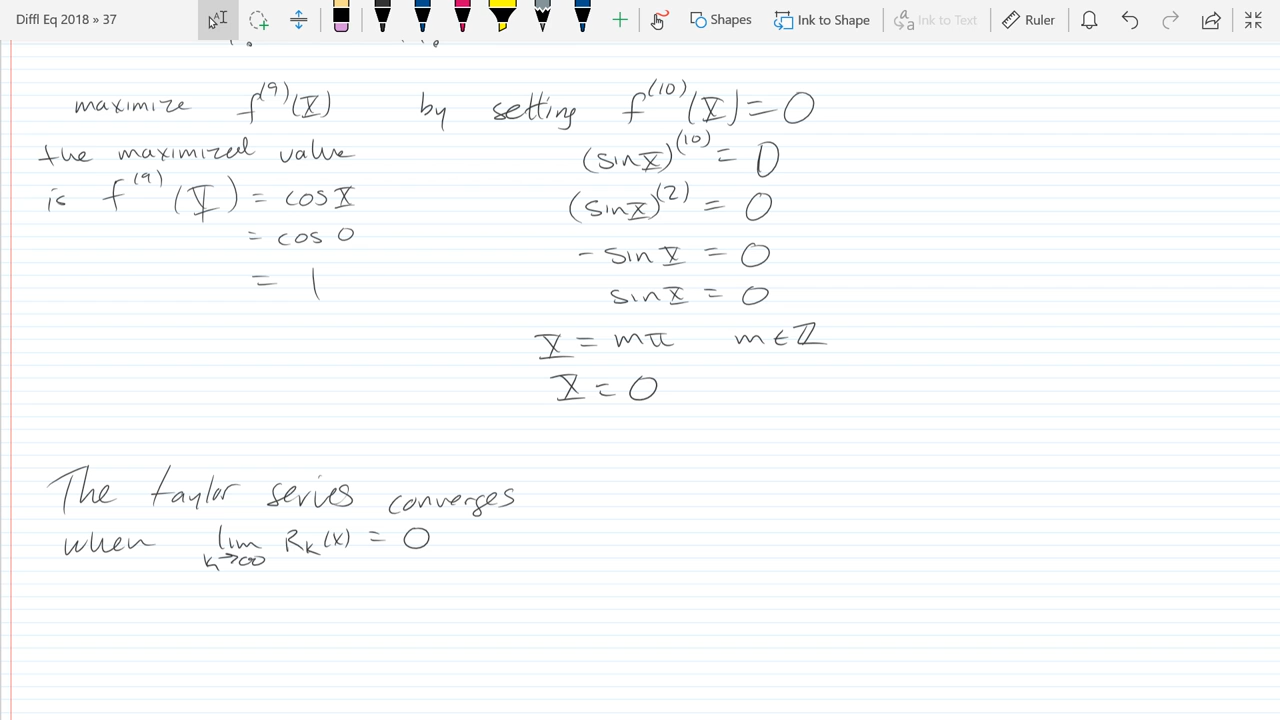 Diffl Eq 2018 » 37
Shapes
Ink to Shape
Ink to Text
Ruler
maximize f⁽⁹⁾(X) by setting f⁽¹⁰⁾(X) = 0
the maximized value
(sin X)⁽¹⁰⁾ = 0
is f⁽⁹⁾(X) = cos X
(sin X)⁽²⁾ = 0
= cos 0
- sin X = 0
= 1
sin X = 0
X = mπ m ∈ ℤ
X = 0
The taylor series converges
when lim Rₖ(x) = 0
k→∞